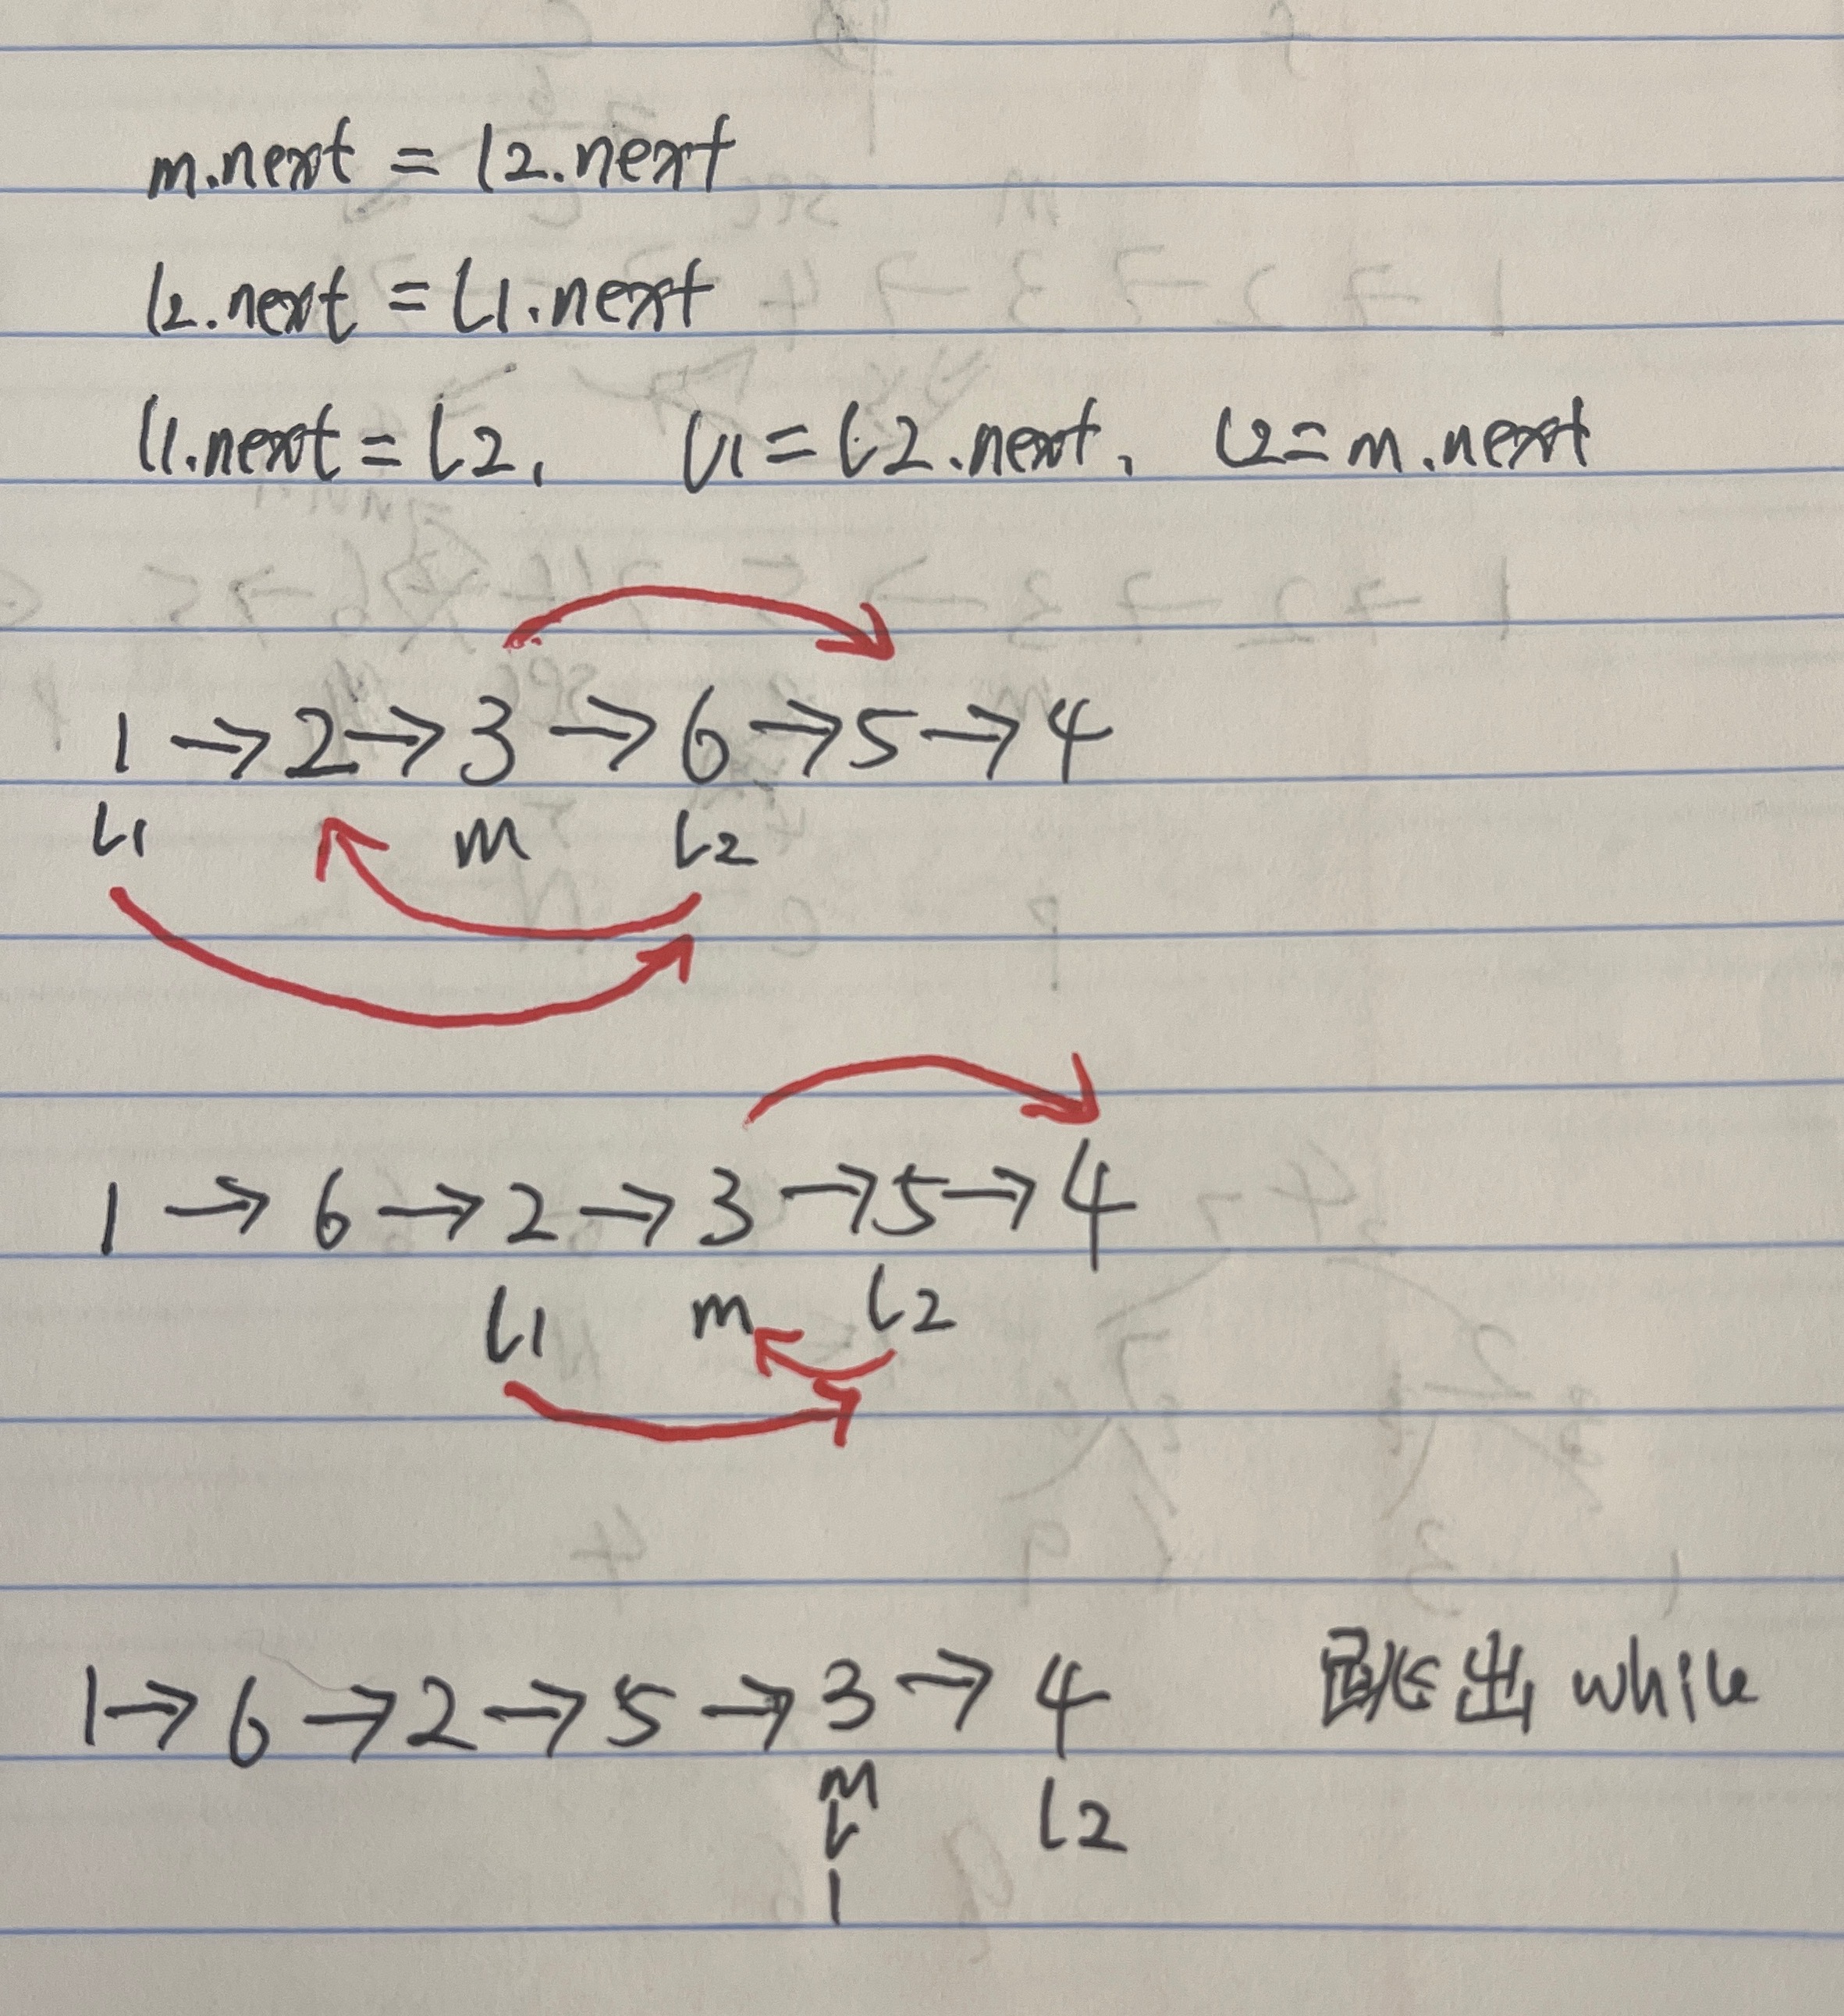 m.next = l2.next
l2.next = L1.next
l1.next = L2, L1 = L2.next, L2 = m.next
1 → 2 → 3 → 6 → 5 → 4
L1 m L2
1 → 6 → 2 → 3 → 5 → 4
L1 m L2
1 → 6 → 2 → 5 → 3 → 4 跳出 while
m
L L2
1